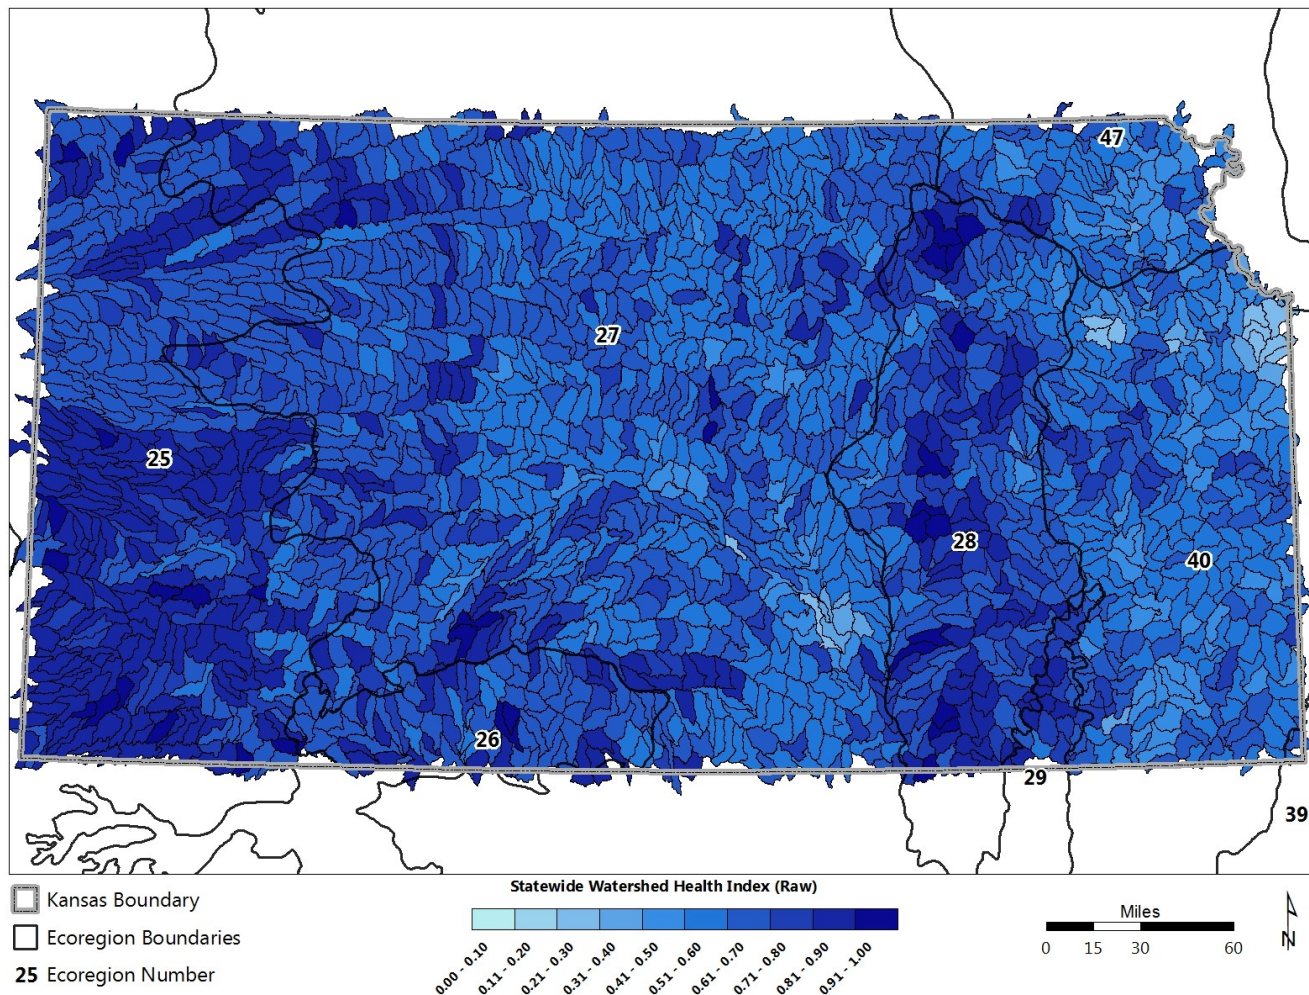 47
27
25
28
40
26
29
39
Statewide Watershed Health Index (Raw)
Kansas Boundary
Ecoregion Boundaries
25 Ecoregion Number
0.00 - 0.10
0.11 - 0.20
0.21 - 0.30
0.31 - 0.40
0.41 - 0.50
0.51 - 0.60
0.61 - 0.70
0.71 - 0.80
0.81 - 0.90
0.91 - 1.00
Miles
0 15 30 60
N